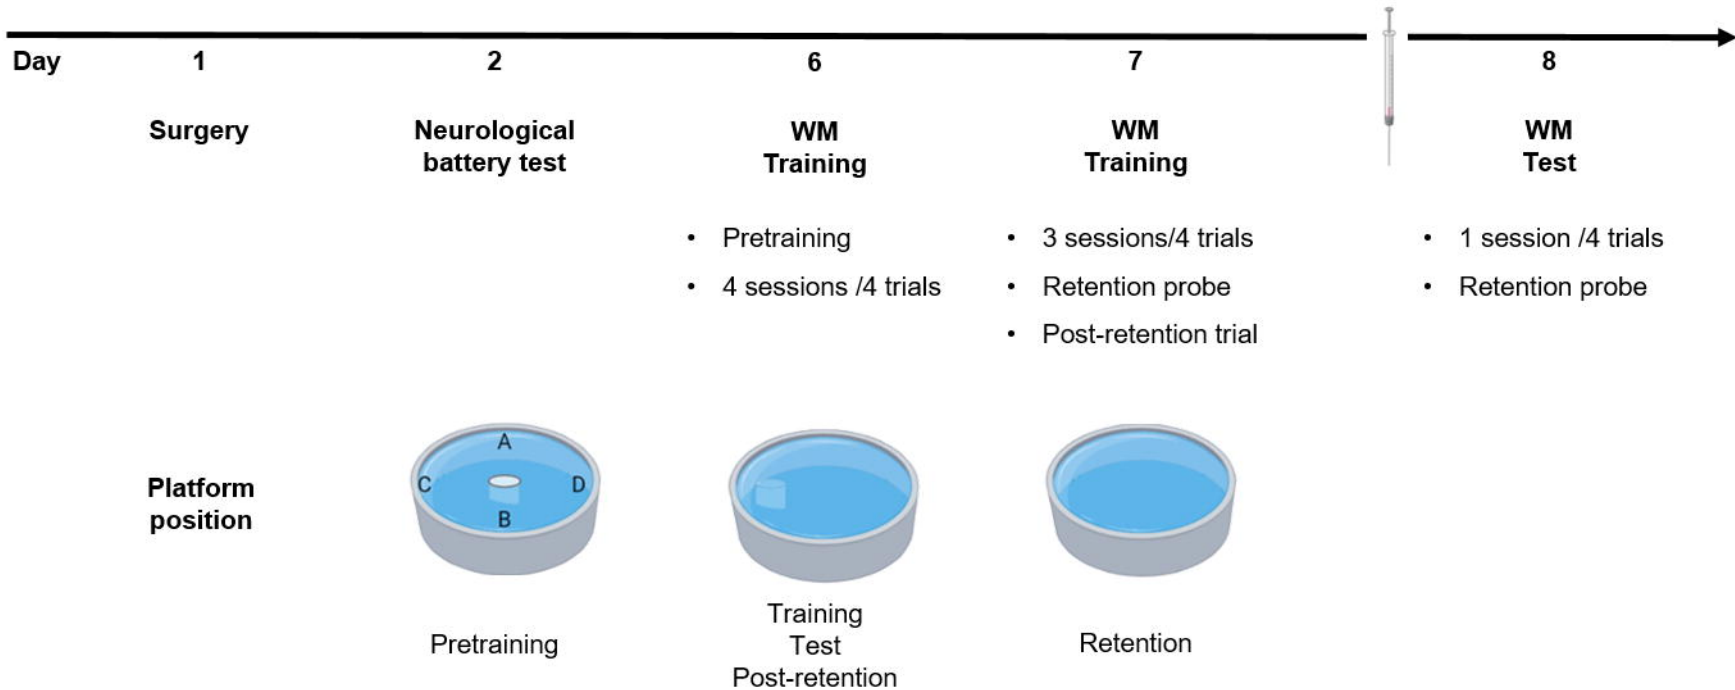 Day 1 2 6 7 8
Surgery
Neurological
battery test
WM
Training
WM
Training
WM
Test
• Pretraining
• 4 sessions /4 trials
• 3 sessions/4 trials
• Retention probe
• Post-retention trial
• 1 session /4 trials
• Retention probe
Platform
position
A
C
D
B
Pretraining
Training
Test
Post-retention
Retention